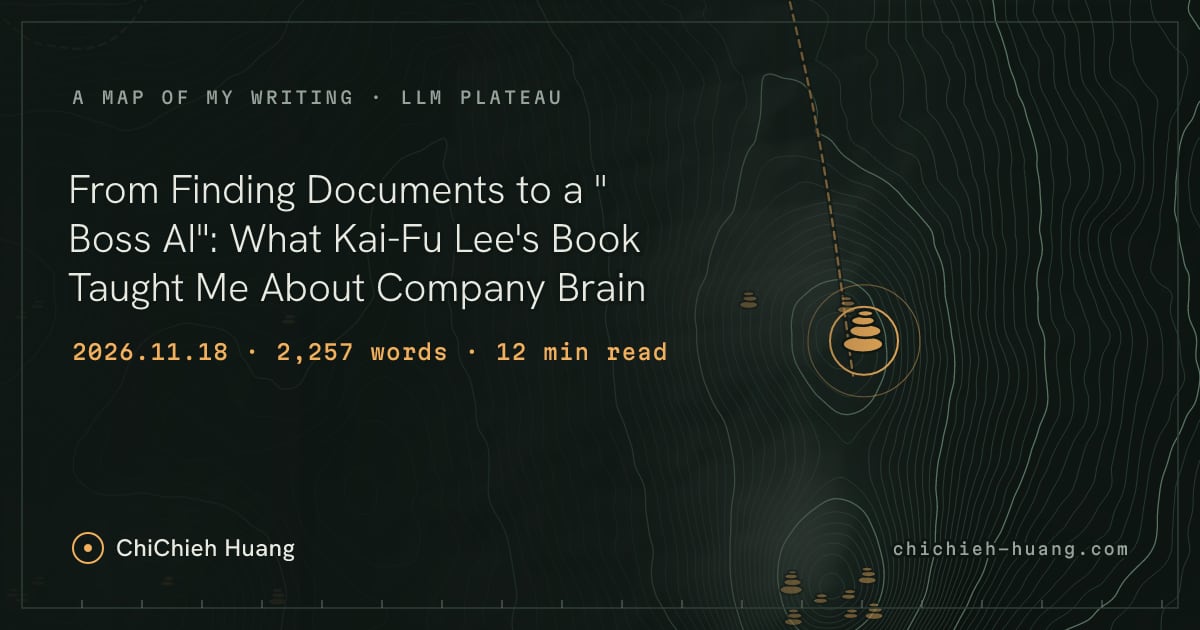 A MAP OF MY WRITING · LLM PLATEAU
From Finding Documents to a "
Boss AI": What Kai-Fu Lee's Book
Taught Me About Company Brain
2026.11.18 · 2,257 words · 12 min read
ChiChieh Huang
chichieh-huang.com